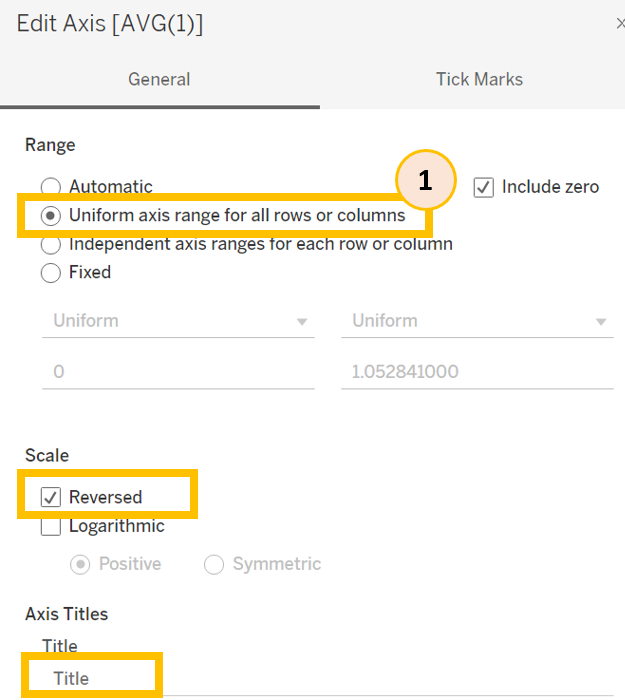 Edit Axis [AVG(1)] ×
General Tick Marks
Range
1
Automatic Include zero
Uniform axis range for all rows or columns
Independent axis ranges for each row or column
Fixed
Uniform Uniform
0 1.052841000
Scale
Reversed
Logarithmic
Positive Symmetric
Axis Titles
Title
Title